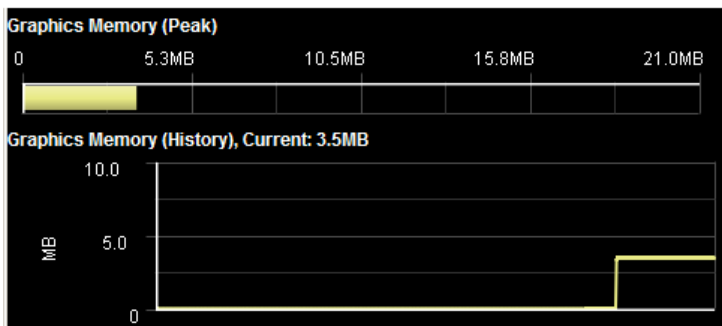 Graphics Memory (Peak)
0 5.3MB 10.5MB 15.8MB 21.0MB
Graphics Memory (History), Current: 3.5MB
10.0
5.0
MB
0